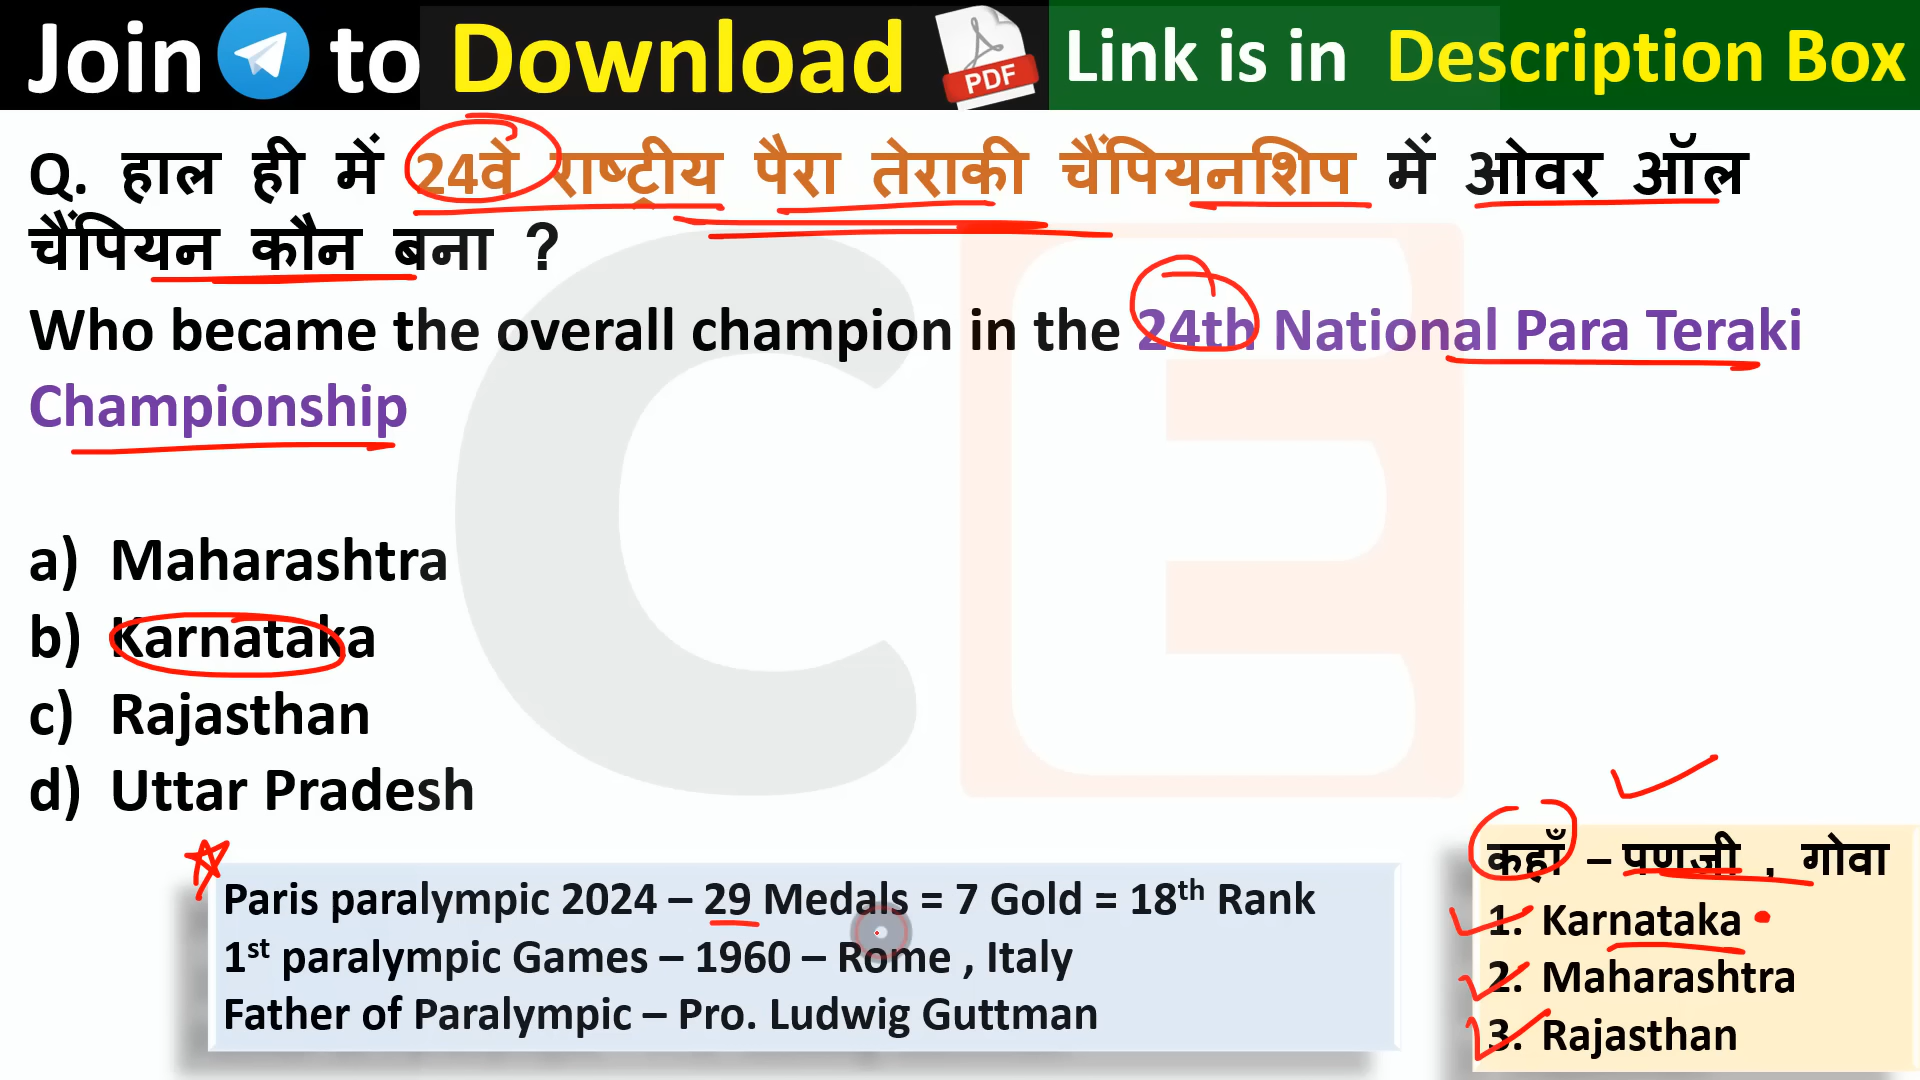 Join to Download PDF Link is in Description Box
Q. हाल ही में 24वे राष्टीय पैरा तेराकी चैंपियनशिप में ओवर ऑल
चैंपियन कौन बना ?
Who became the overall champion in the 24th National Para Teraki
Championship
CE
a) Maharashtra
b) Karnataka
c) Rajasthan
d) Uttar Pradesh
Paris paralympic 2024 – 29 Medals = 7 Gold = 18th Rank
1st paralympic Games – 1960 – Rome , Italy
Father of Paralympic – Pro. Ludwig Guttman
कहाँ – पणजी , गोवा
1. Karnataka
2. Maharashtra
3. Rajasthan